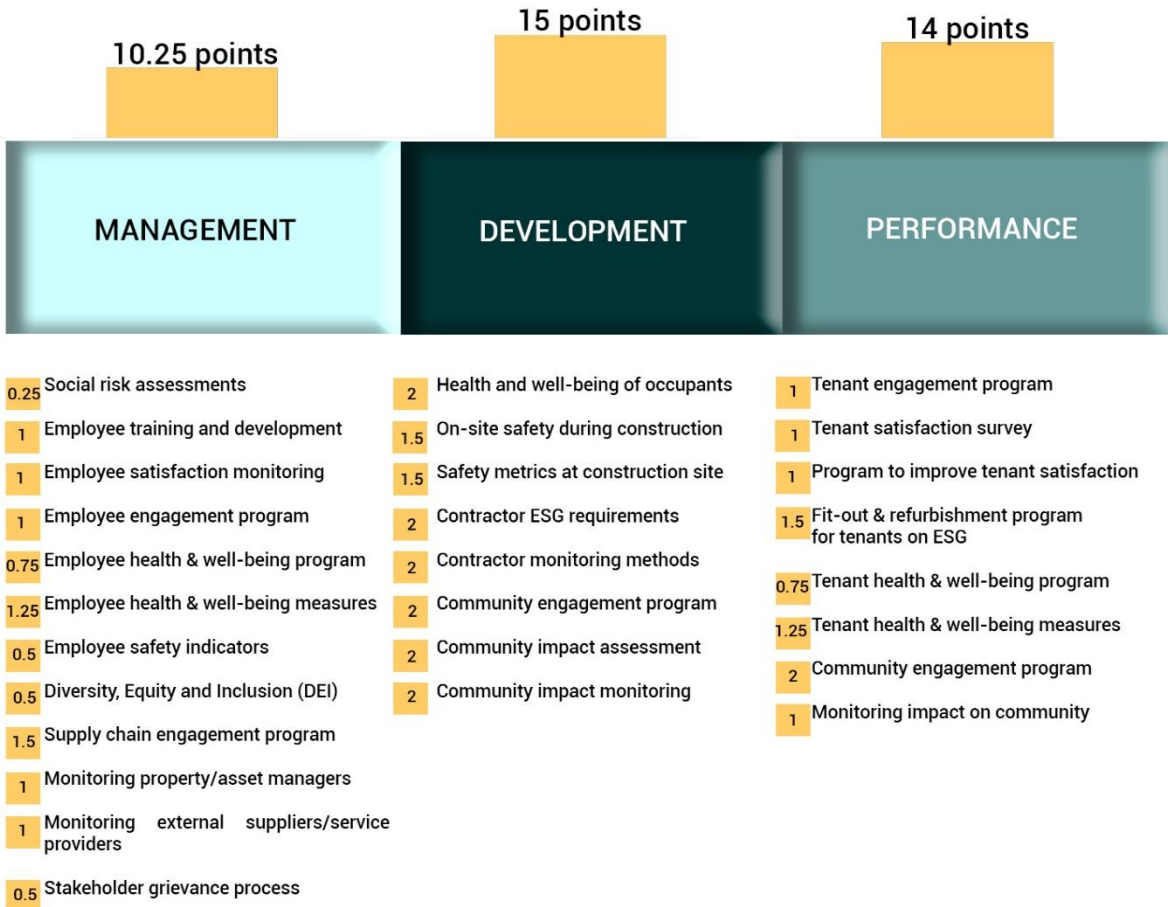 10.25 points
15 points
14 points
MANAGEMENT
DEVELOPMENT
PERFORMANCE
0.25 Social risk assessments
1 Employee training and development
1 Employee satisfaction monitoring
1 Employee engagement program
0.75 Employee health & well-being program
1.25 Employee health & well-being measures
0.5 Employee safety indicators
0.5 Diversity, Equity and Inclusion (DEI)
1.5 Supply chain engagement program
1 Monitoring property/asset managers
1 Monitoring external suppliers/service
providers
0.5 Stakeholder grievance process
2 Health and well-being of occupants
1.5 On-site safety during construction
1.5 Safety metrics at construction site
2 Contractor ESG requirements
2 Contractor monitoring methods
2 Community engagement program
2 Community impact assessment
2 Community impact monitoring
1 Tenant engagement program
1 Tenant satisfaction survey
1 Program to improve tenant satisfaction
1.5 Fit-out & refurbishment program
for tenants on ESG
0.75 Tenant health & well-being program
1.25 Tenant health & well-being measures
2 Community engagement program
1 Monitoring impact on community